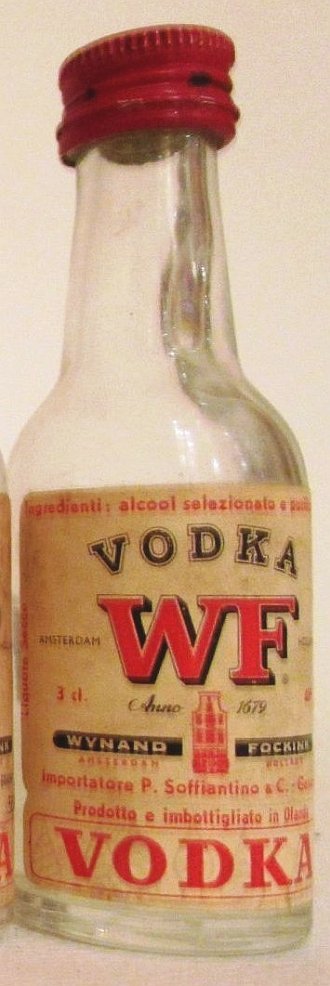 Ingredienti: alcool selezionato e
VODKA
WF
AMSTERDAM
3 cl.
Anno 1679
WYNAND FOCKINK
AMSTERDAM HOLLAND
Importatore P. Soffiantino & C.-
Prodotto e imbottigliato in Olanda
VODKA